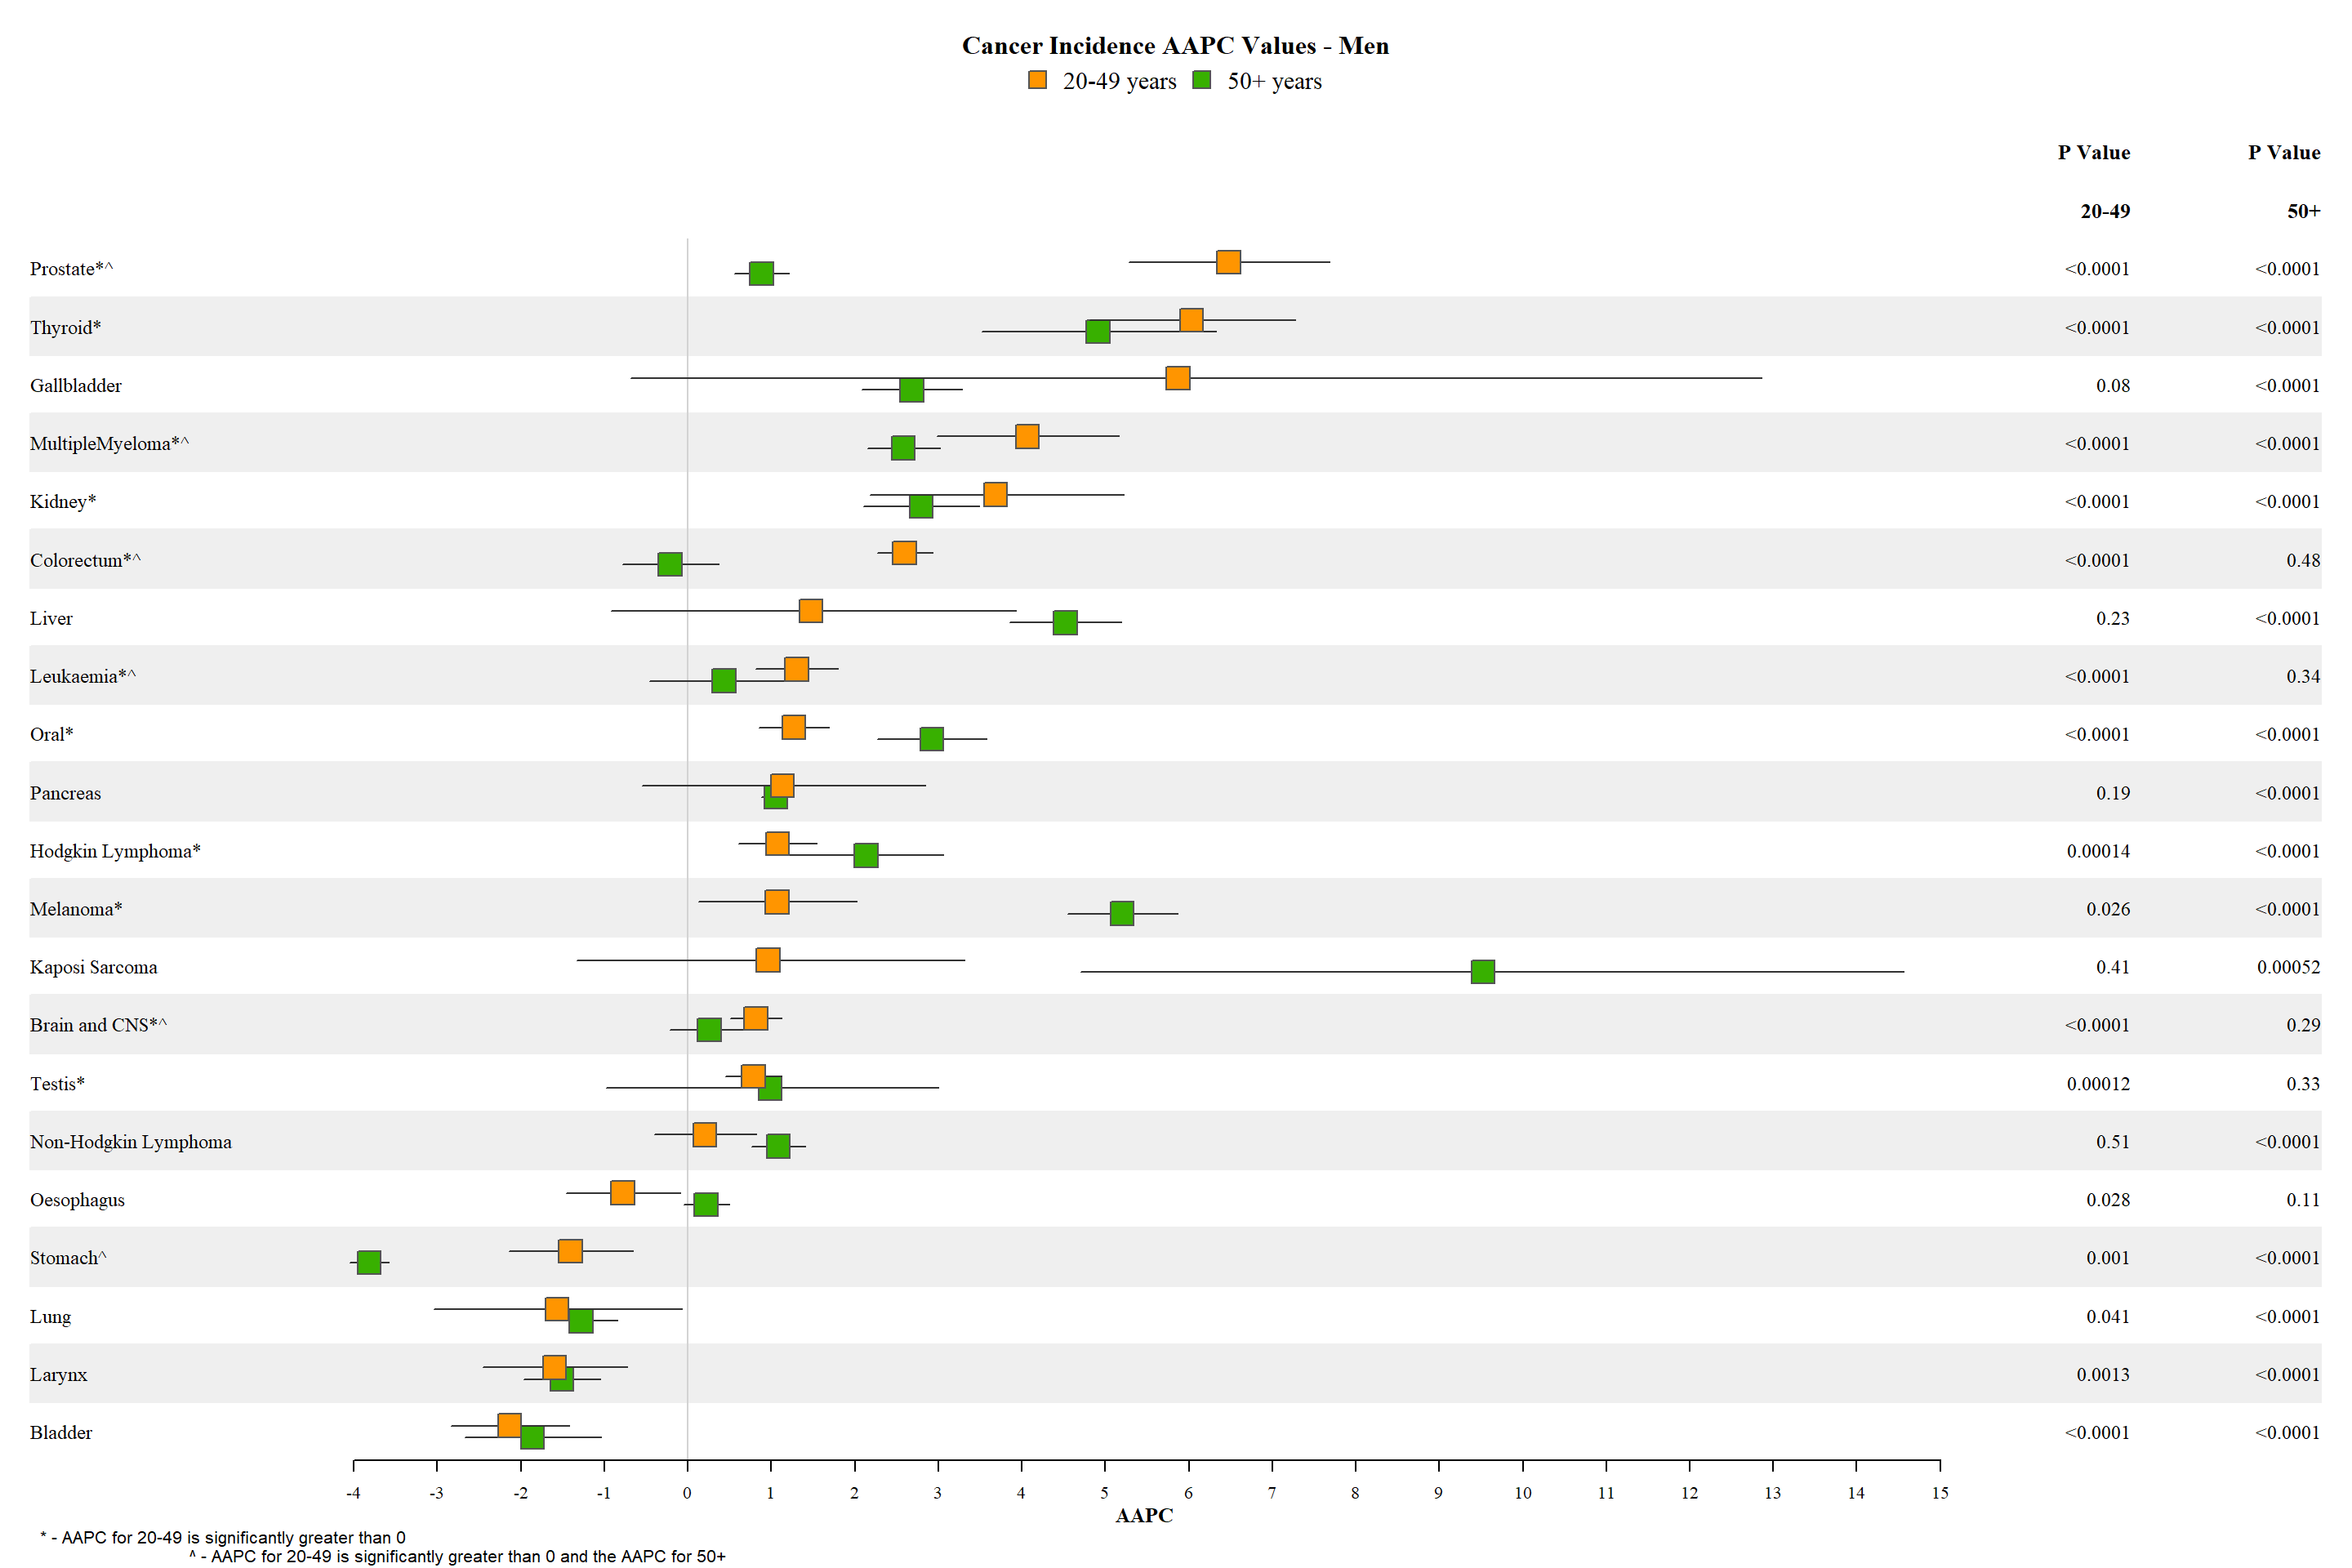 Cancer Incidence AAPC Values - Men
20-49 years 50+ years
P Value P Value
20-49 50+
Prostate*^ <0.0001 <0.0001
Thyroid* <0.0001 <0.0001
Gallbladder 0.08 <0.0001
MultipleMyeloma*^ <0.0001 <0.0001
Kidney* <0.0001 <0.0001
Colorectum*^ <0.0001 0.48
Liver 0.23 <0.0001
Leukaemia*^ <0.0001 0.34
Oral* <0.0001 <0.0001
Pancreas 0.19 <0.0001
Hodgkin Lymphoma* 0.00014 <0.0001
Melanoma* 0.026 <0.0001
Kaposi Sarcoma 0.41 0.00052
Brain and CNS*^ <0.0001 0.29
Testis* 0.00012 0.33
Non-Hodgkin Lymphoma 0.51 <0.0001
Oesophagus 0.028 0.11
Stomach^ 0.001 <0.0001
Lung 0.041 <0.0001
Larynx 0.0013 <0.0001
Bladder <0.0001 <0.0001
-4 -3 -2 -1 0 1 2 3 4 5 6 7 8 9 10 11 12 13 14 15
AAPC
* - AAPC for 20-49 is significantly greater than 0
^ - AAPC for 20-49 is significantly greater than 0 and the AAPC for 50+